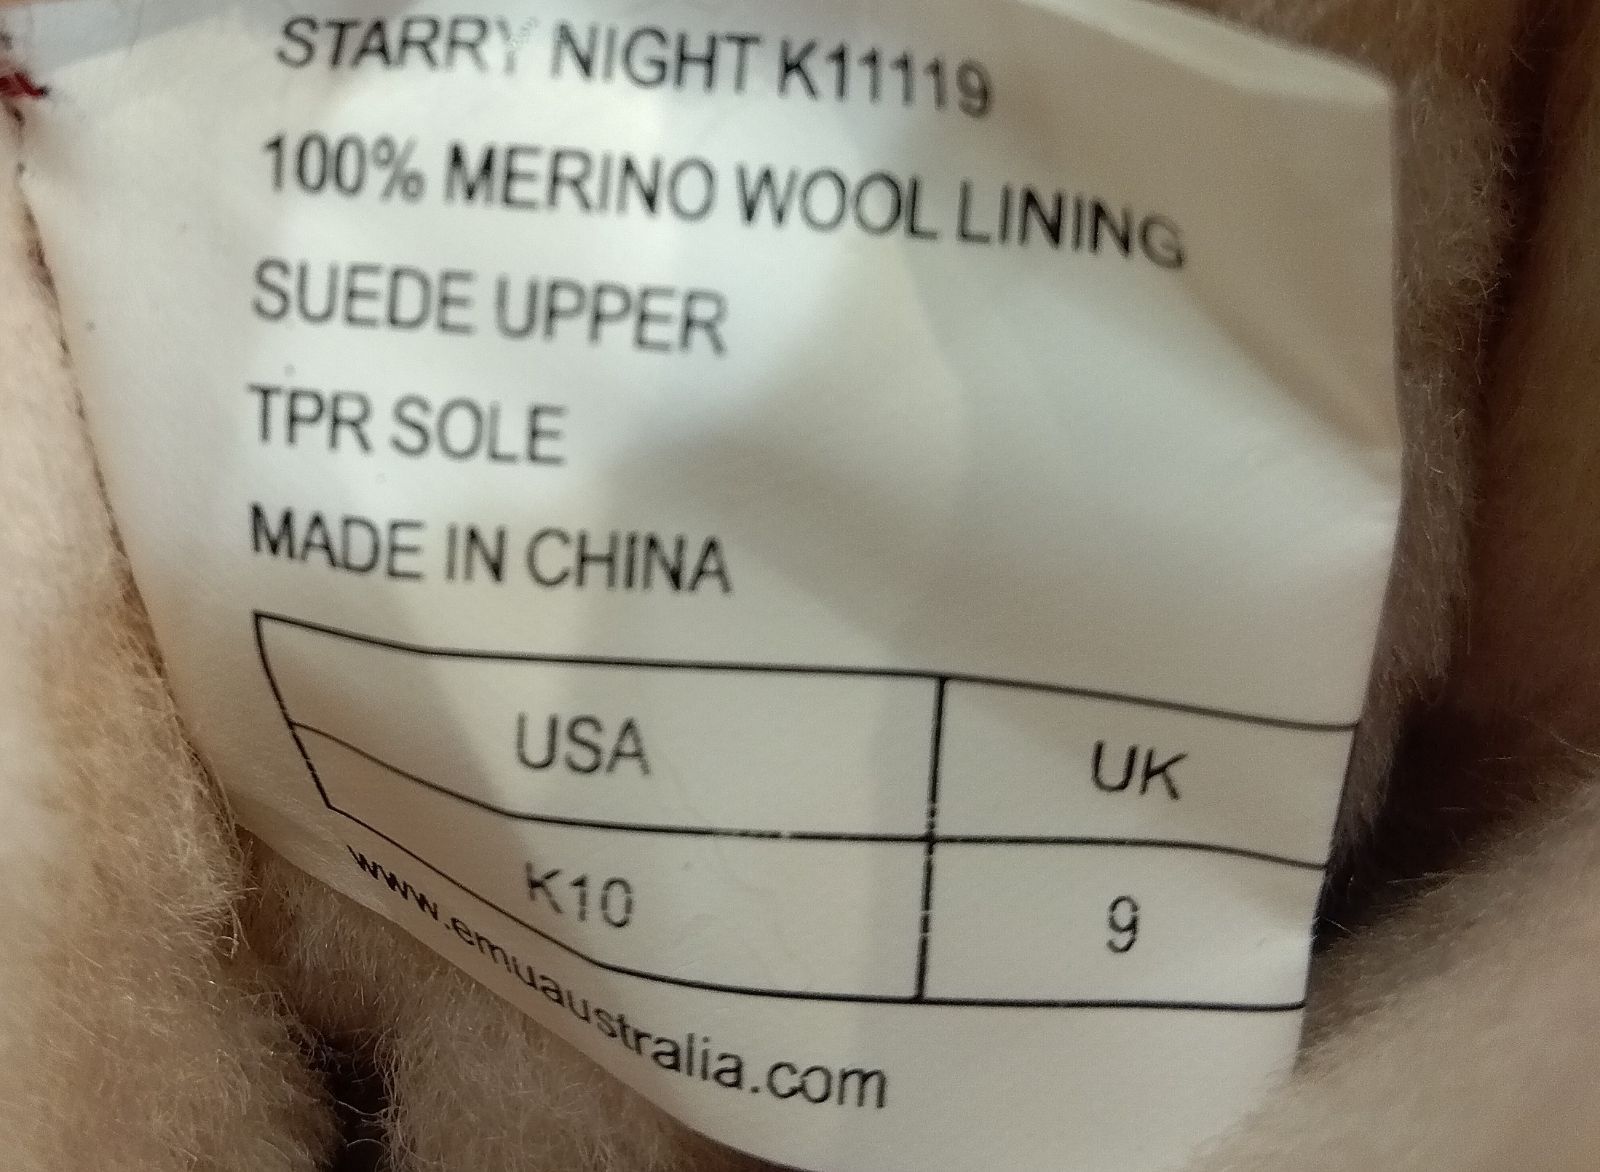 STARRY NIGHT K11119
100% MERINO WOOL LINING
SUEDE UPPER
TPR SOLE
MADE IN CHINA
USA UK
K10 9
www.emuaustralia.com